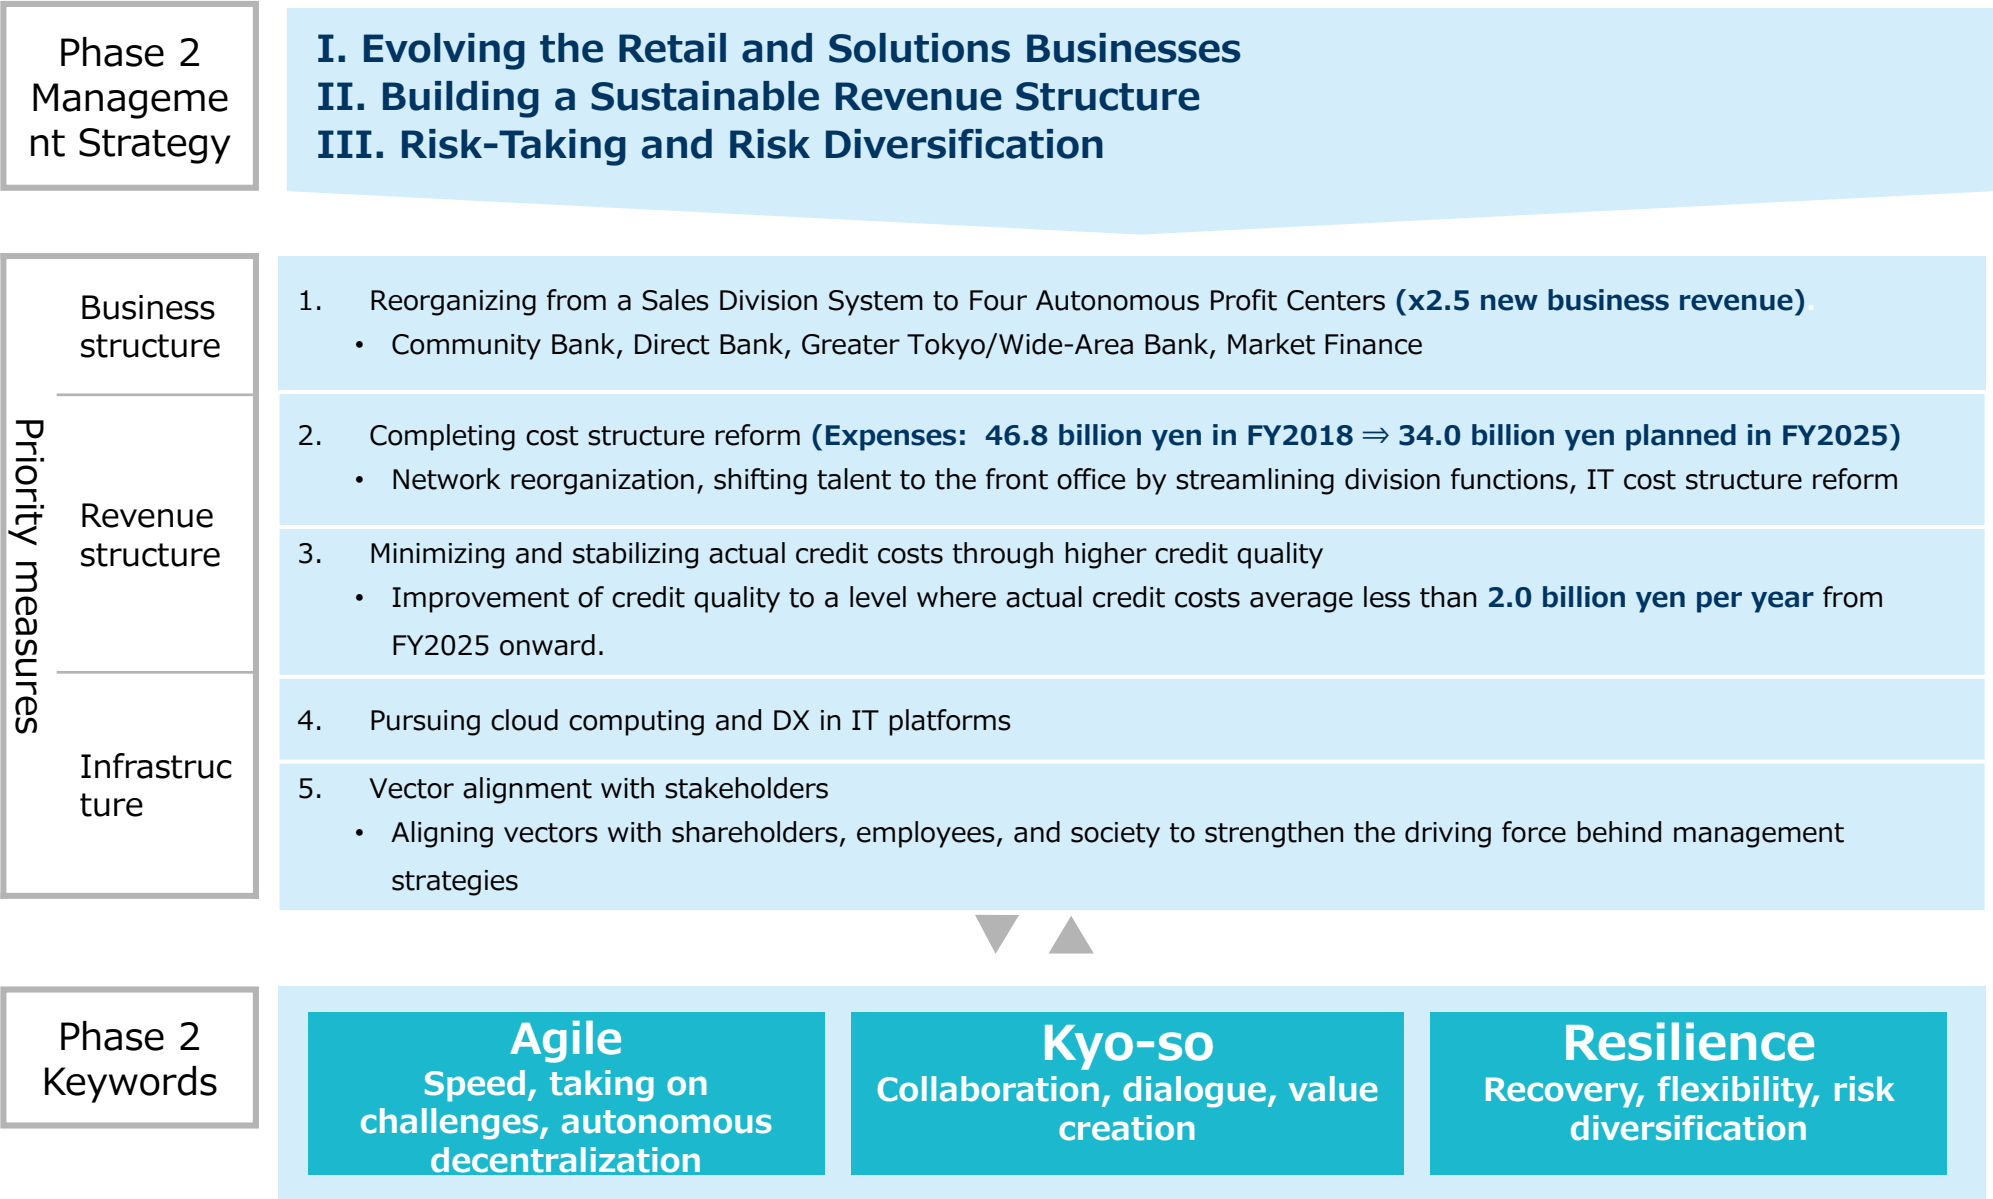 Phase 2
Manageme
nt Strategy
I. Evolving the Retail and Solutions Businesses
II. Building a Sustainable Revenue Structure
III. Risk-Taking and Risk Diversification
Priority measures
Business
structure
1. Reorganizing from a Sales Division System to Four Autonomous Profit Centers (x2.5 new business revenue).
• Community Bank, Direct Bank, Greater Tokyo/Wide-Area Bank, Market Finance
Revenue
structure
2. Completing cost structure reform (Expenses: 46.8 billion yen in FY2018 ⇒ 34.0 billion yen planned in FY2025)
• Network reorganization, shifting talent to the front office by streamlining division functions, IT cost structure reform
3. Minimizing and stabilizing actual credit costs through higher credit quality
• Improvement of credit quality to a level where actual credit costs average less than 2.0 billion yen per year from
FY2025 onward.
Infrastruc
ture
4. Pursuing cloud computing and DX in IT platforms
5. Vector alignment with stakeholders
• Aligning vectors with shareholders, employees, and society to strengthen the driving force behind management
strategies
Phase 2
Keywords
Agile
Speed, taking on
challenges, autonomous
decentralization
Kyo-so
Collaboration, dialogue, value
creation
Resilience
Recovery, flexibility, risk
diversification